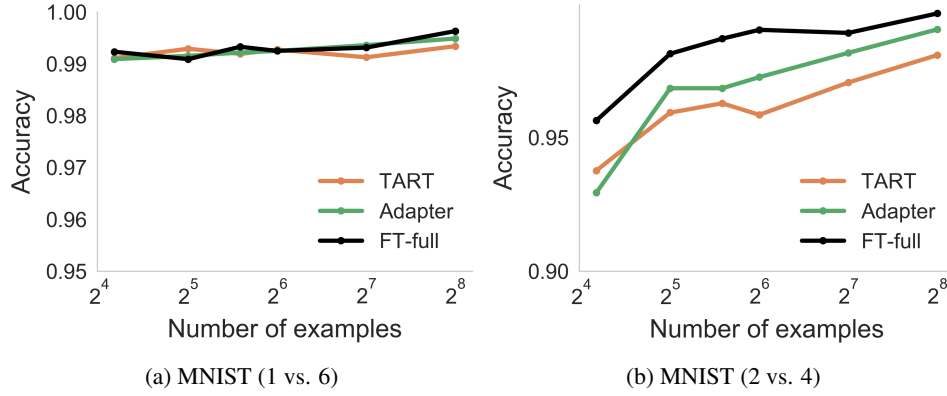 1.00
0.99
0.98
0.97
0.96
0.95
Accuracy
TART
Adapter
FT-full
2^4 2^5 2^6 2^7 2^8
Number of examples
(a) MNIST (1 vs. 6)
0.95
0.90
Accuracy
TART
Adapter
FT-full
2^4 2^5 2^6 2^7 2^8
Number of examples
(b) MNIST (2 vs. 4)